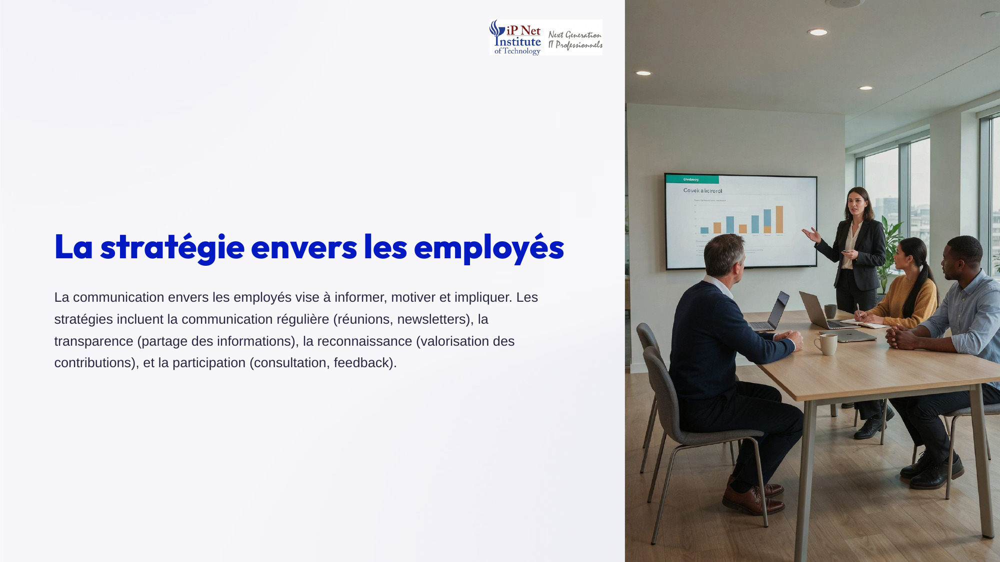 iP Net
Institute
of Technology
Next Generation
IT Professionnels
La stratégie envers les employés
La communication envers les employés vise à informer, motiver et impliquer. Les
stratégies incluent la communication régulière (réunions, newsletters), la
transparence (partage des informations), la reconnaissance (valorisation des
contributions), et la participation (consultation, feedback).